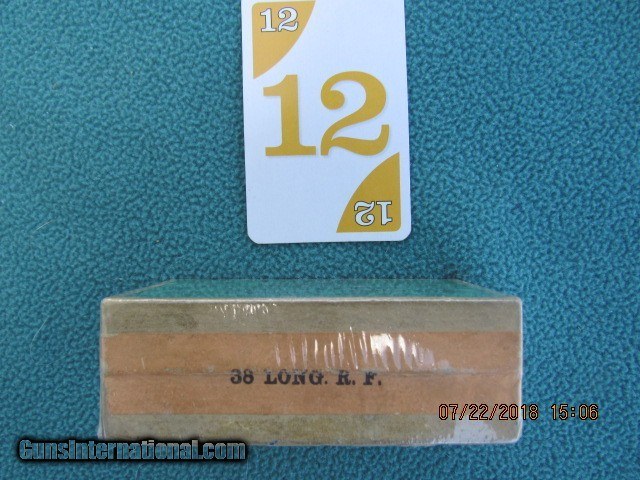 12
12
12
38 LONG. R. F.
07/22/2018 15:06
GunsInternational.com